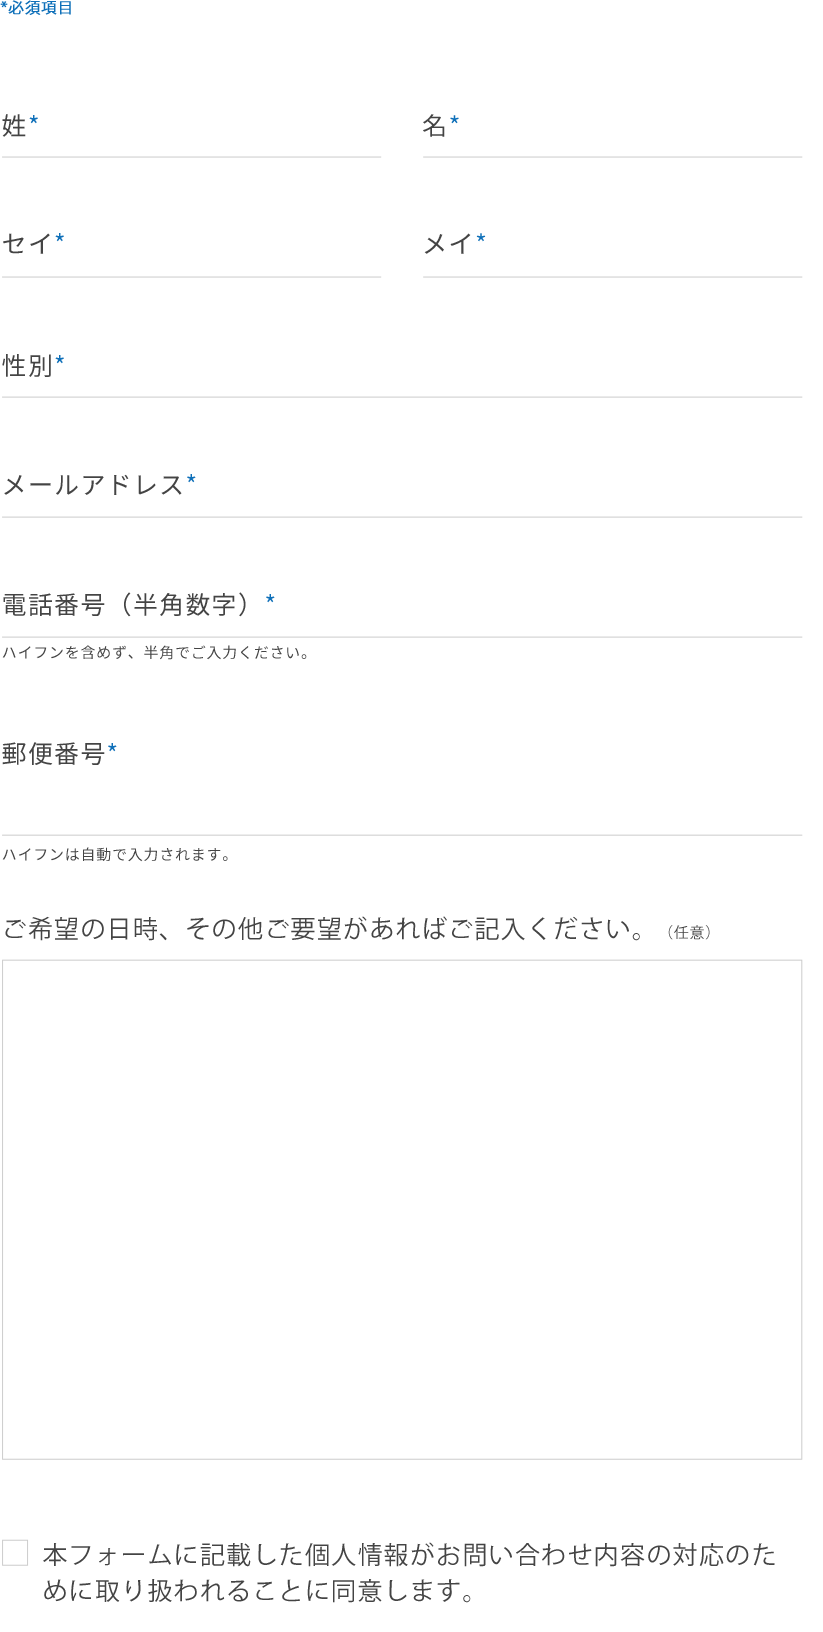 *必須項目
姓* 名*
セイ* メイ*
性別*
メールアドレス*
電話番号（半角数字）*
ハイフンを含めず、半角でご入力ください。
郵便番号*
ハイフンは自動で入力されます。
ご希望の日時、その他ご要望があればご記入ください。（任意）
本フォームに記載した個人情報がお問い合わせ内容の対応のた
めに取り扱われることに同意します。